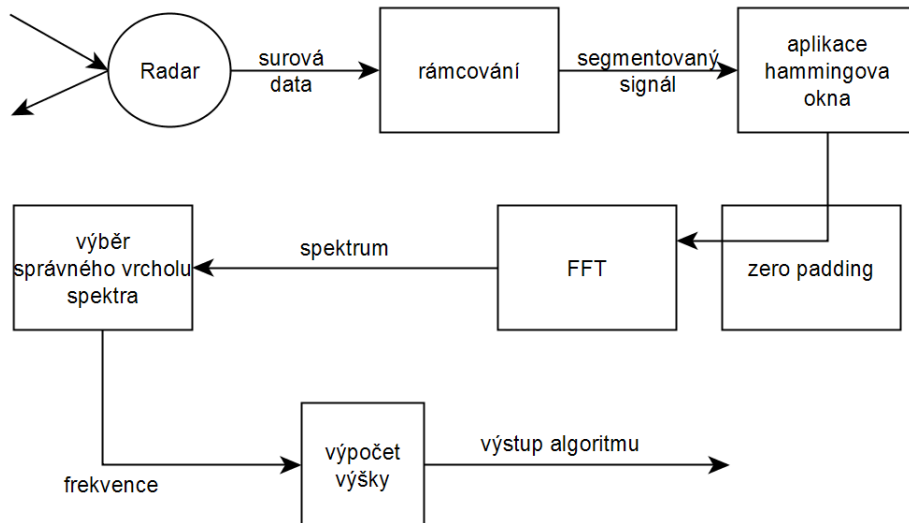 Radar
surová
data
rámcování
segmentovaný
signál
aplikace
hammingova
okna
výběr
správného vrcholu
spektra
spektrum
FFT
zero padding
frekvence
výpočet
výšky
výstup algoritmu